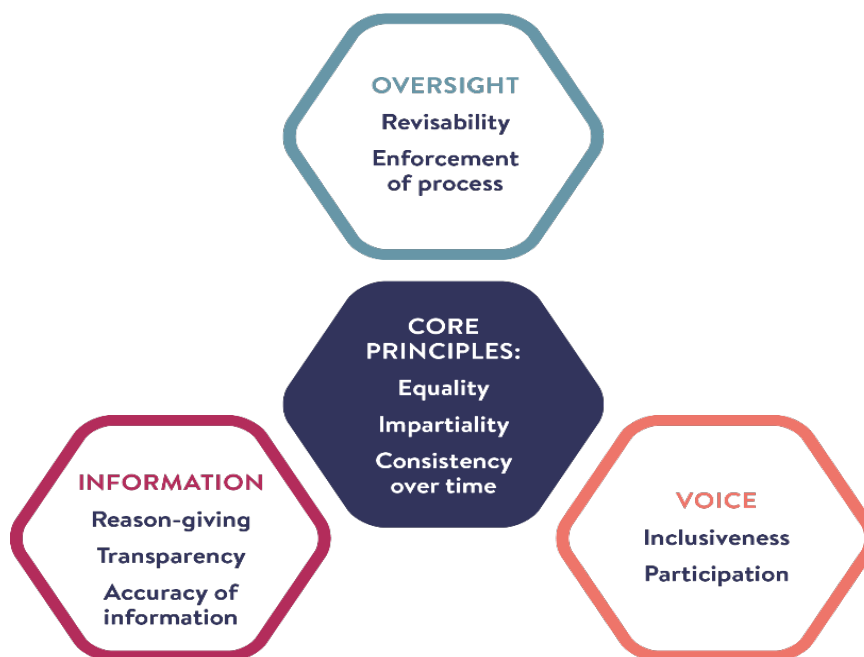 OVERSIGHT
Revisability
Enforcement
of process
CORE
PRINCIPLES:
Equality
Impartiality
Consistency
over time
INFORMATION
Reason-giving
Transparency
Accuracy of
information
VOICE
Inclusiveness
Participation